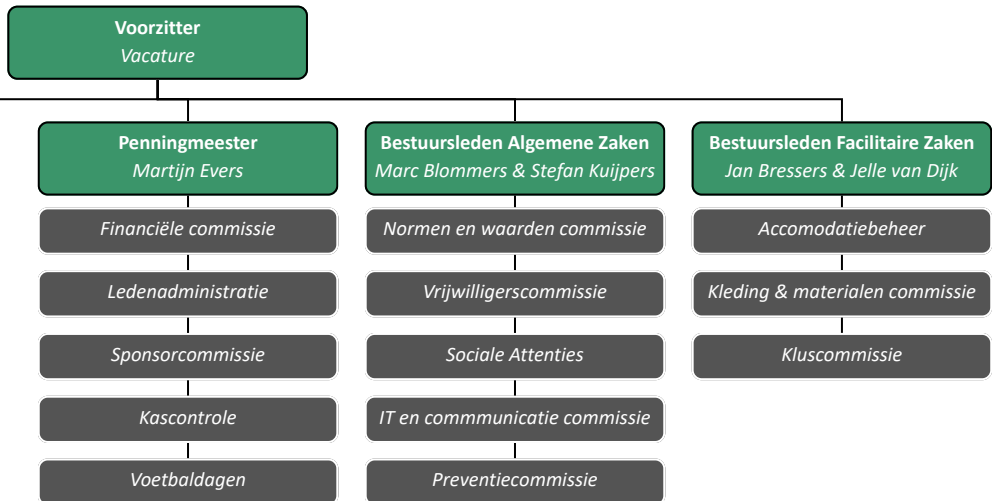 Voorzitter
Vacature
Penningmeester
Martijn Evers
Financiële commissie
Ledenadministratie
Sponsorcommissie
Kascontrole
Voetbaldagen
Bestuursleden Algemene Zaken
Marc Blommers & Stefan Kuijpers
Normen en waarden commissie
Vrijwilligerscommissie
Sociale Attenties
IT en commmunicatie commissie
Preventiecommissie
Bestuursleden Facilitaire Zaken
Jan Bressers & Jelle van Dijk
Accomodatiebeheer
Kleding & materialen commissie
Kluscommissie